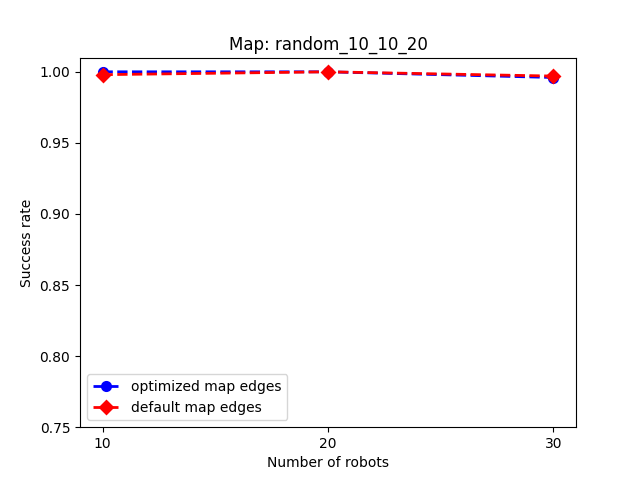 Map: random_10_10_20
1.00
0.95
0.90
0.85
0.80
0.75
Success rate
optimized map edges
default map edges
10 20 30
Number of robots